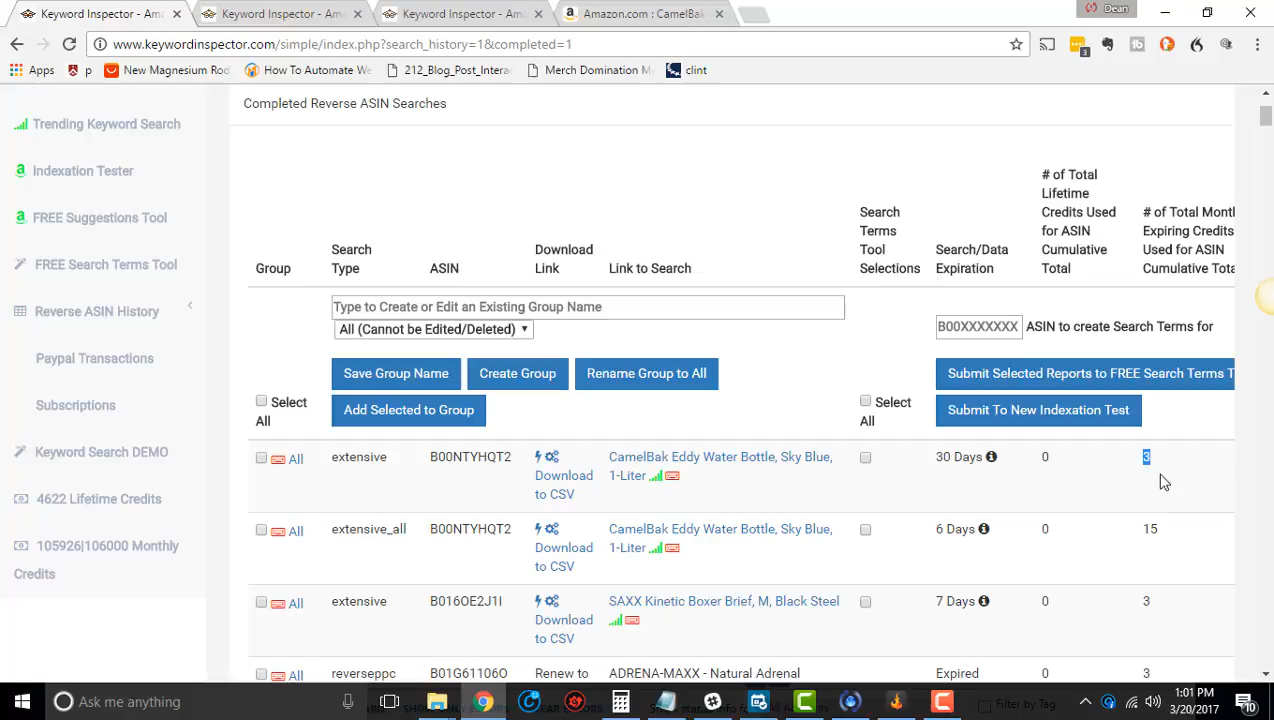 Keyword Inspector - Ama
Keyword Inspector - Ama
Keyword Inspector - Ama
Amazon.com : CamelBak
Dean
www.keywordinspector.com/simple/index.php?search_history=1&completed=1
3
Apps
p
New Magnesium Rod
How To Automate We
212_Blog_Post_Interac
Merch Domination M
clint
Completed Reverse ASIN Searches
Trending Keyword Search
Indexation Tester
FREE Suggestions Tool
FREE Search Terms Tool
Reverse ASIN History
Paypal Transactions
Subscriptions
Keyword Search DEMO
4622 Lifetime Credits
105926|106000 Monthly
Credits
Group
Search
Type
ASIN
Download
Link
Link to Search
Search
Terms
Tool
Selections
Search/Data
Expiration
# of Total
Lifetime
Credits Used
for ASIN
Cumulative
Total
# of Total Month
Expiring Credits
Used for ASIN
Cumulative Tota
Type to Create or Edit an Existing Group Name
All (Cannot be Edited/Deleted)
B00XXXXXXX ASIN to create Search Terms for
Save Group Name Create Group Rename Group to All
Submit Selected Reports to FREE Search Terms T
Select
All
Add Selected to Group
Select
All
Submit To New Indexation Test
All extensive B00NTYHQT2
Download
to CSV
CamelBak Eddy Water Bottle, Sky Blue,
1-Liter
30 Days 0 3
All extensive_all B00NTYHQT2
Download
to CSV
CamelBak Eddy Water Bottle, Sky Blue,
1-Liter
6 Days 0 15
All extensive B016OE2J1I
Download
to CSV
SAXX Kinetic Boxer Brief, M, Black Steel
7 Days 0 3
All reverseppc B01G61106O Renew to ADRENA-MAXX - Natural Adrenal Expired 0 3
Ask me anything
Filter by Tag
1:01 PM
3/20/2017
10